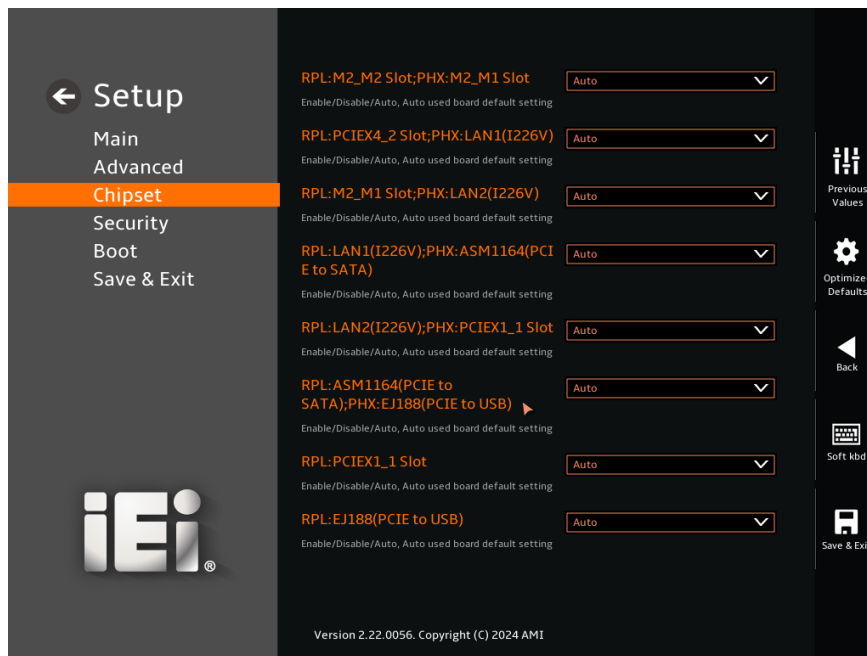 Setup
Main
Advanced
Chipset
Security
Boot
Save & Exit
iEi®
RPL:M2_M2 Slot;PHX:M2_M1 Slot
Auto
Enable/Disable/Auto, Auto used board default setting
RPL:PCIEX4_2 Slot;PHX:LAN1(I226V)
Auto
Enable/Disable/Auto, Auto used board default setting
RPL:M2_M1 Slot;PHX:LAN2(I226V)
Auto
Enable/Disable/Auto, Auto used board default setting
RPL:LAN1(I226V);PHX:ASM1164(PCI
E to SATA)
Auto
Enable/Disable/Auto, Auto used board default setting
RPL:LAN2(I226V);PHX:PCIEX1_1 Slot
Auto
Enable/Disable/Auto, Auto used board default setting
RPL:ASM1164(PCIE to
SATA);PHX:EJ188(PCIE to USB)
Auto
Enable/Disable/Auto, Auto used board default setting
RPL:PCIEX1_1 Slot
Auto
Enable/Disable/Auto, Auto used board default setting
RPL:EJ188(PCIE to USB)
Auto
Enable/Disable/Auto, Auto used board default setting
Version 2.22.0056. Copyright (C) 2024 AMI
Previous
Values
Optimize
Defaults
Back
Soft kbd
Save & Exi